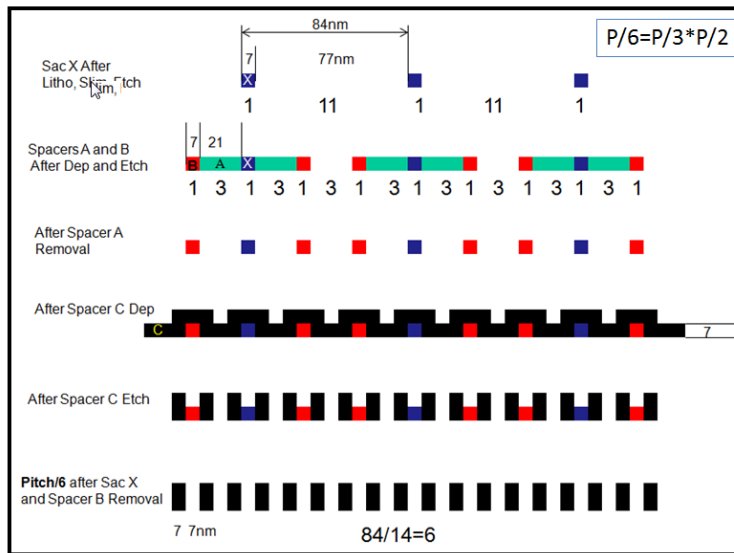 84nm
P/6=P/3*P/2
7 77nm
Sac X After
Litho, Slim, Etch
X
1 11 1 11 1
7 21
Spacers A and B
After Dep and Etch
B A X
1 3 1 3 1 3 1 3 1 3 1 3 1 3 1 3 1
After Spacer A
Removal
After Spacer C Dep
C 7
After Spacer C Etch
Pitch/6 after Sac X
and Spacer B Removal
7 7nm 84/14=6